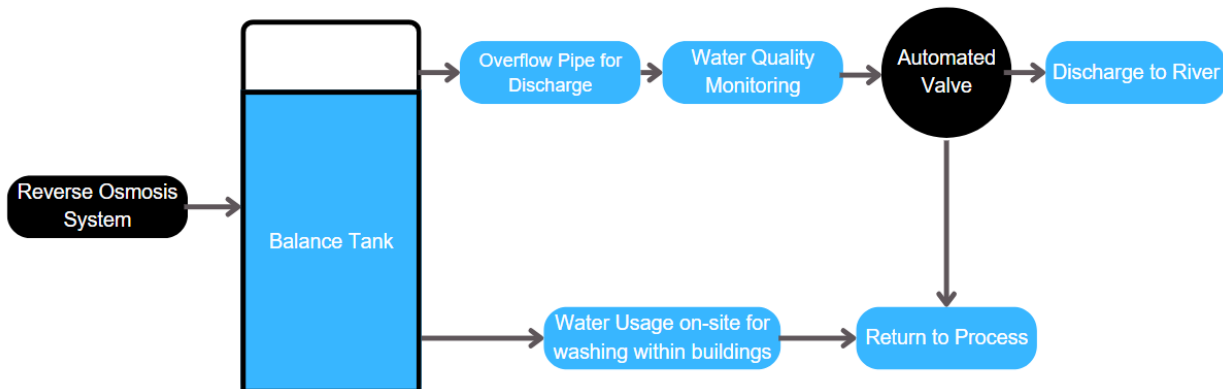 Overflow Pipe for
Discharge
Water Quality
Monitoring
Automated
Valve
Discharge to River
Reverse Osmosis
System
Balance Tank
Water Usage on-site for
washing within buildings
Return to Process